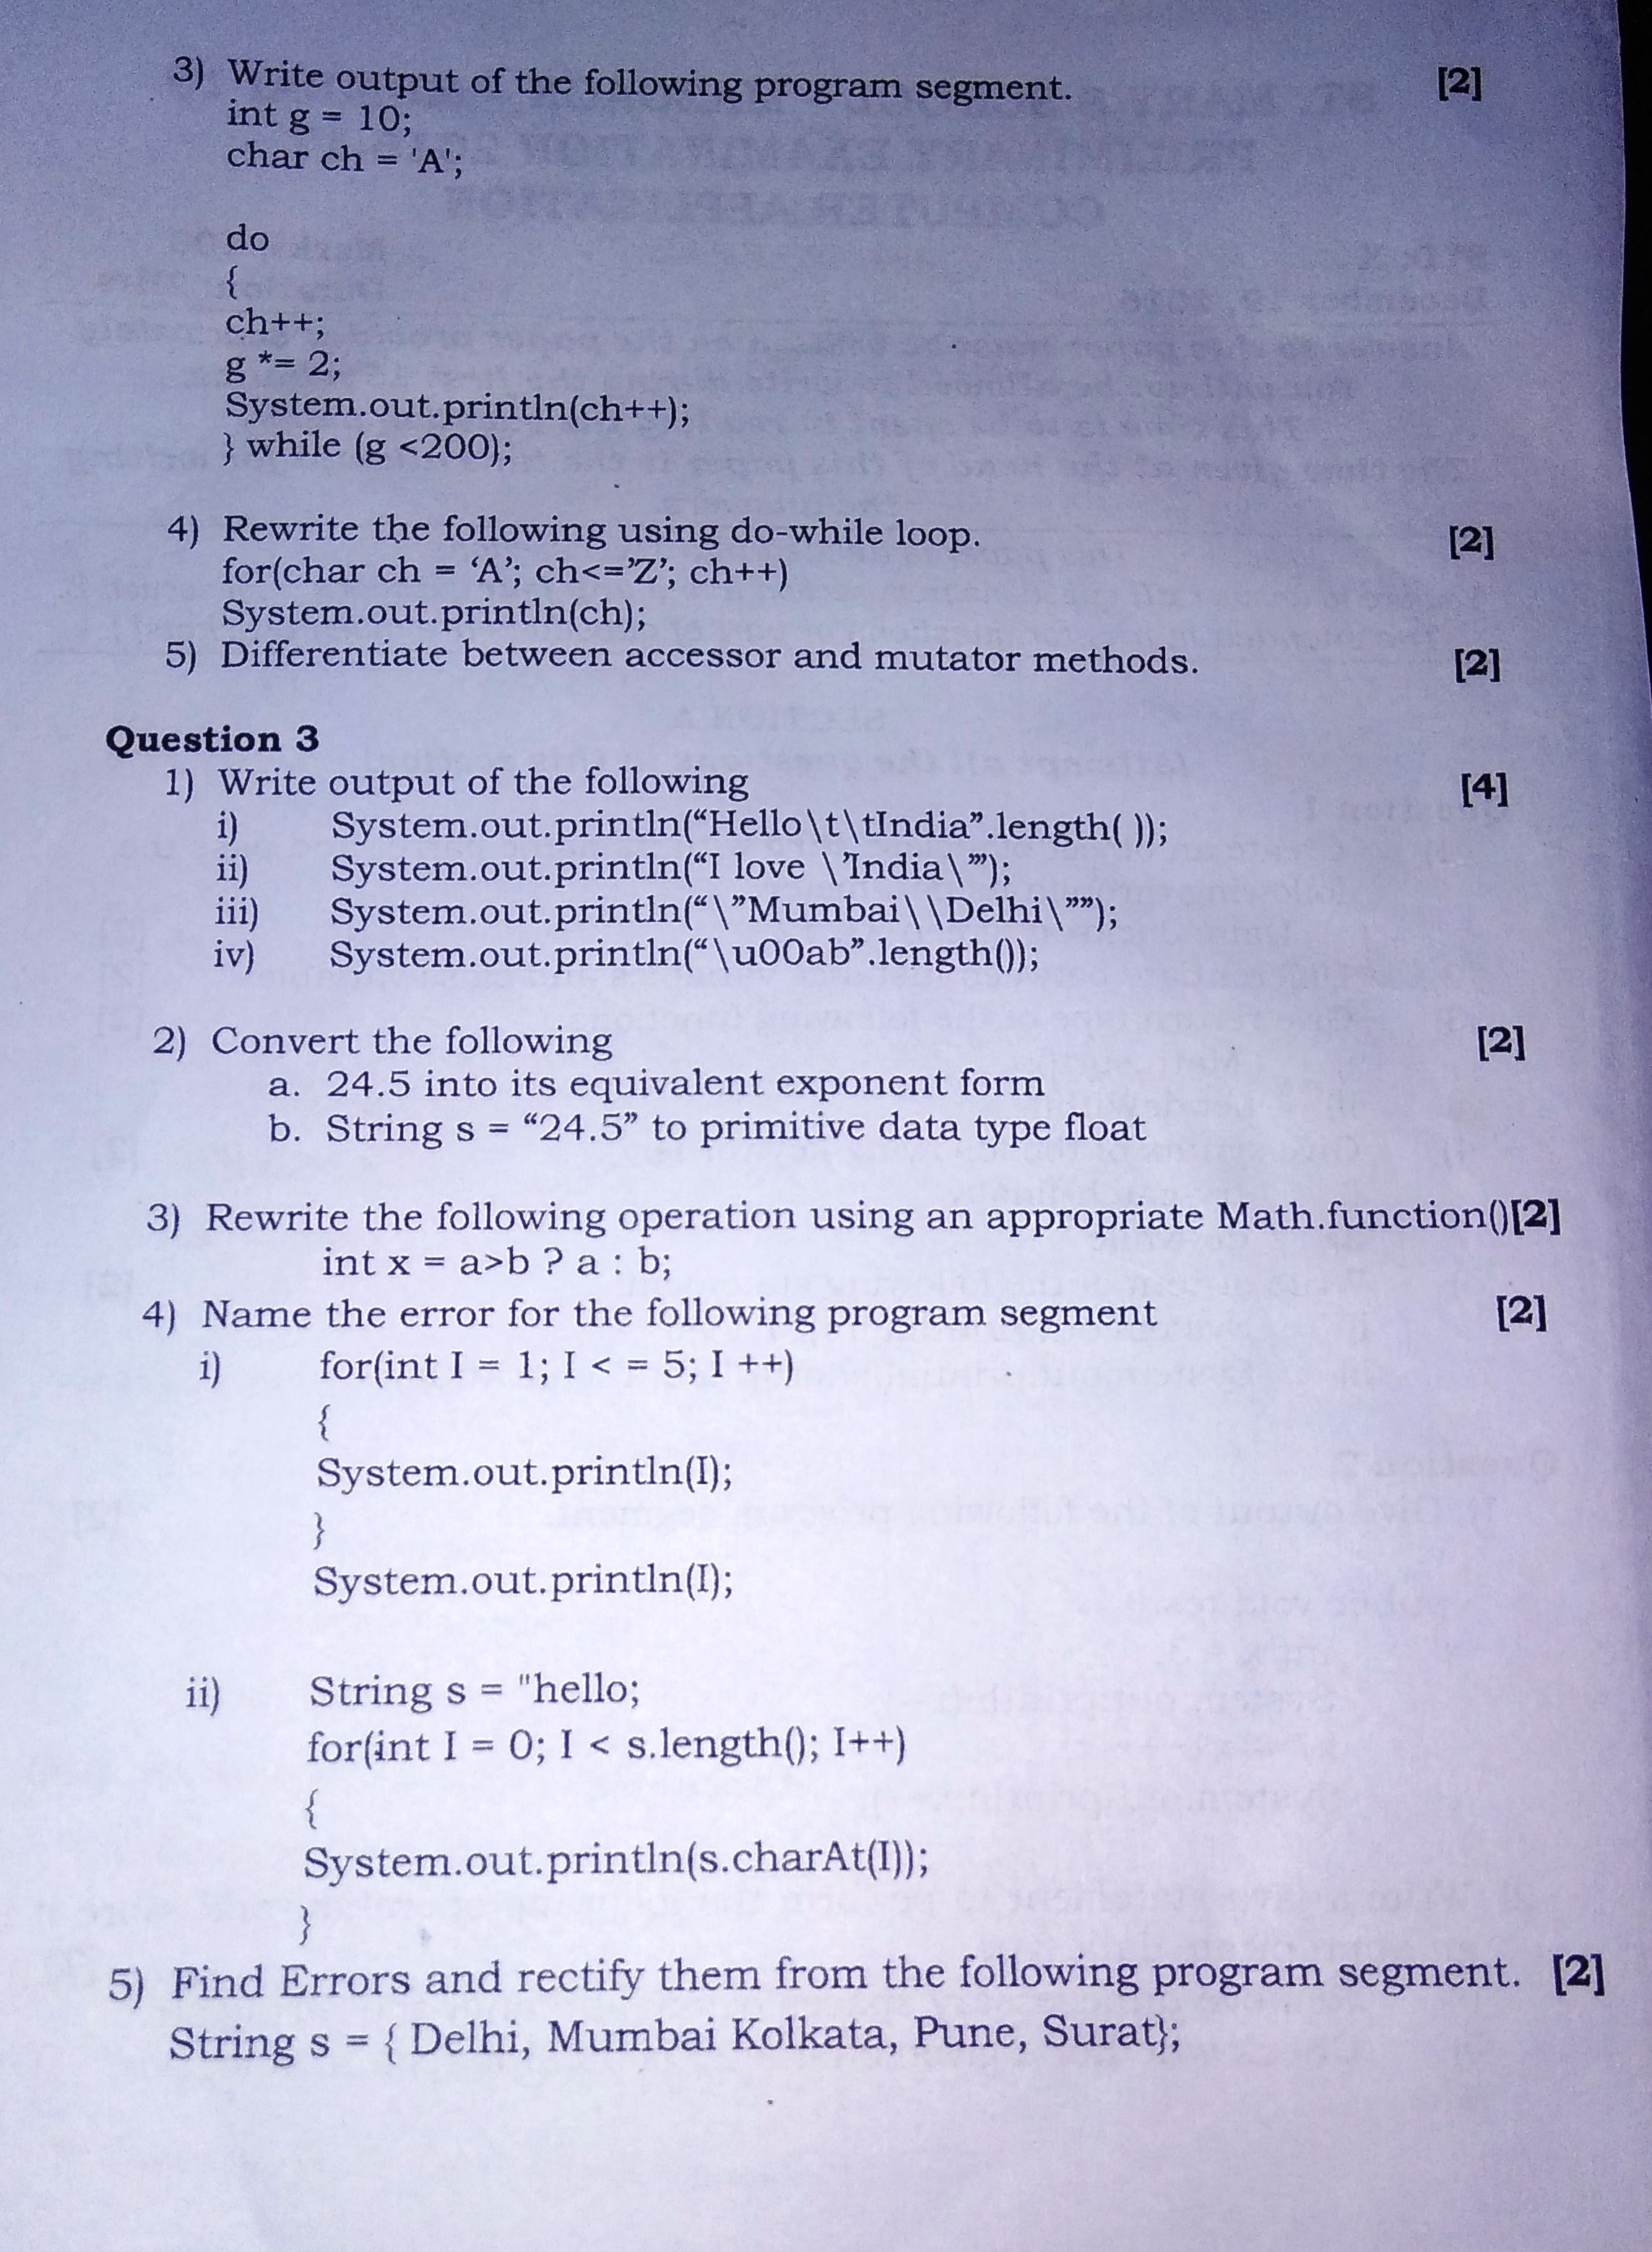 3) Write output of the following program segment. [2]
int g = 10;
char ch = 'A';
do
{
ch++;
g *= 2;
System.out.println(ch++);
} while (g <200);
4) Rewrite the following using do-while loop. [2]
for(char ch = ‘A’; ch<=’Z’; ch++)
System.out.println(ch);
5) Differentiate between accessor and mutator methods. [2]
Question 3
1) Write output of the following [4]
i) System.out.println(“Hello\t\tIndia”.length( ));
ii) System.out.println(“I love \’India\’”);
iii) System.out.println(“\”Mumbai\\Delhi\””);
iv) System.out.println(“\u00ab”.length());
2) Convert the following [2]
a. 24.5 into its equivalent exponent form
b. String s = “24.5” to primitive data type float
3) Rewrite the following operation using an appropriate Math.function()[2]
int x = a>b ? a : b;
4) Name the error for the following program segment [2]
i) for(int I = 1; I < = 5; I ++)
{
System.out.println(I);
}
System.out.println(I);
ii) String s = "hello;
for(int I = 0; I < s.length(); I++)
{
System.out.println(s.charAt(I));
}
5) Find Errors and rectify them from the following program segment. [2]
String s = { Delhi, Mumbai Kolkata, Pune, Surat};